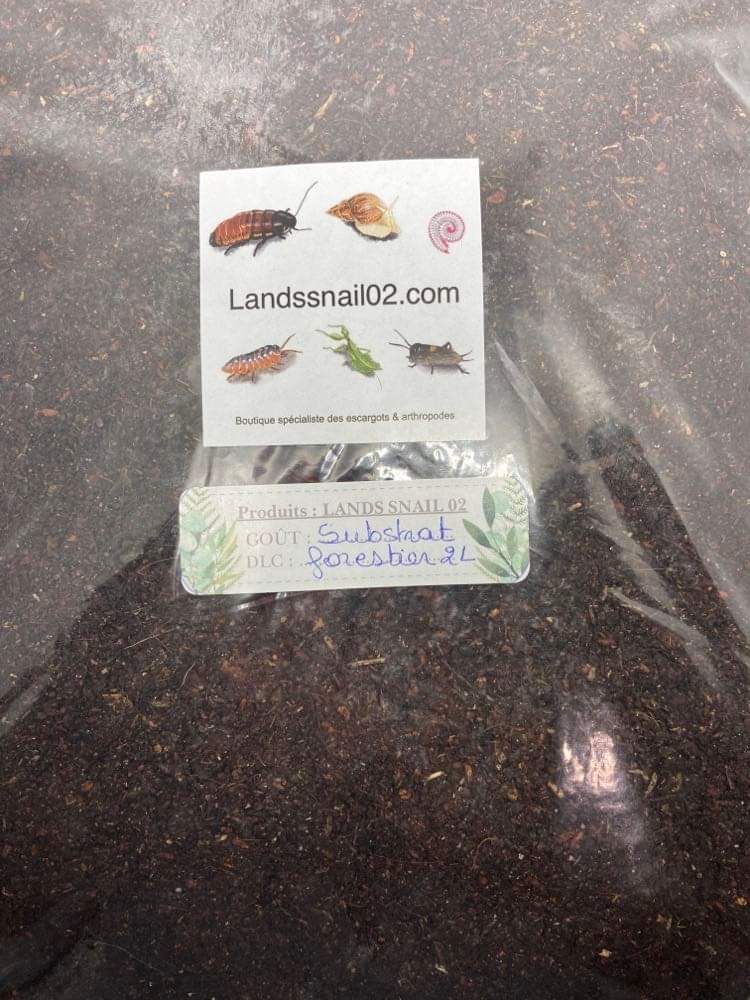 Landssnail02.com
Boutique spécialiste des escargots & arthropodes
Produits : LANDS SNAIL 02
GOÛT : Substrat
DLC : forestier 2L